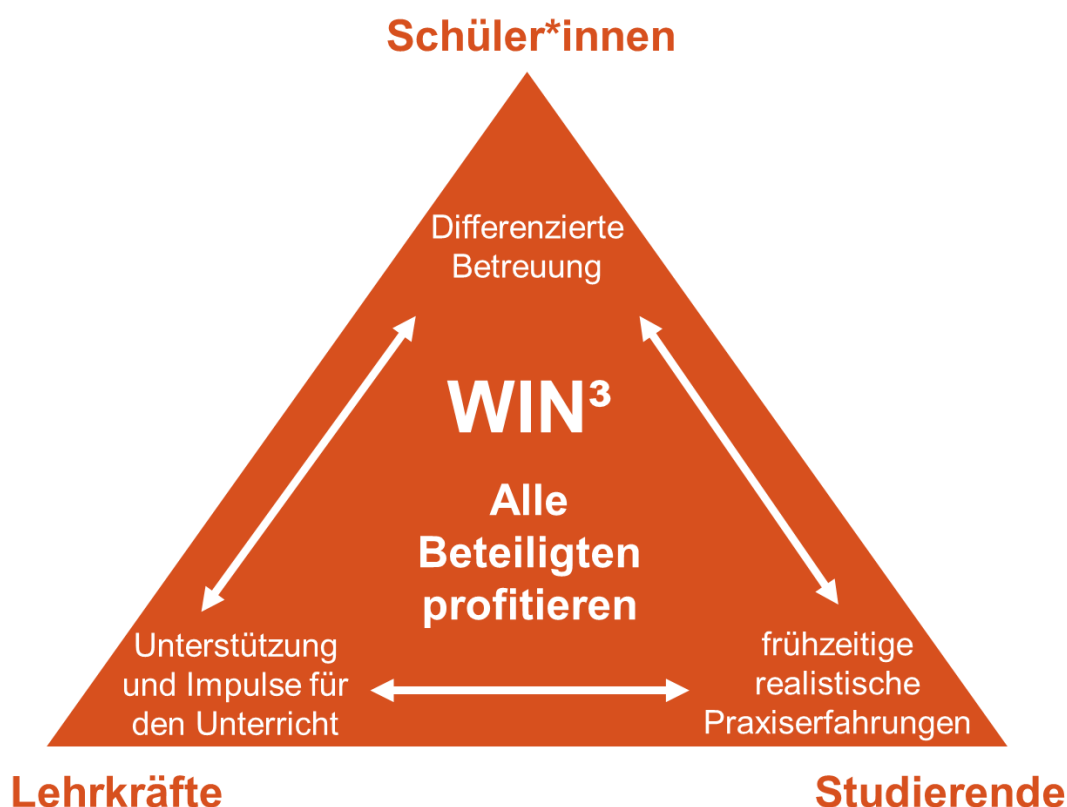 Schüler*innen
Differenzierte
Betreuung
WIN³
Alle
Beteiligten
profitieren
Unterstützung
und Impulse für
den Unterricht
frühzeitige
realistische
Praxiserfahrungen
Lehrkräfte
Studierende